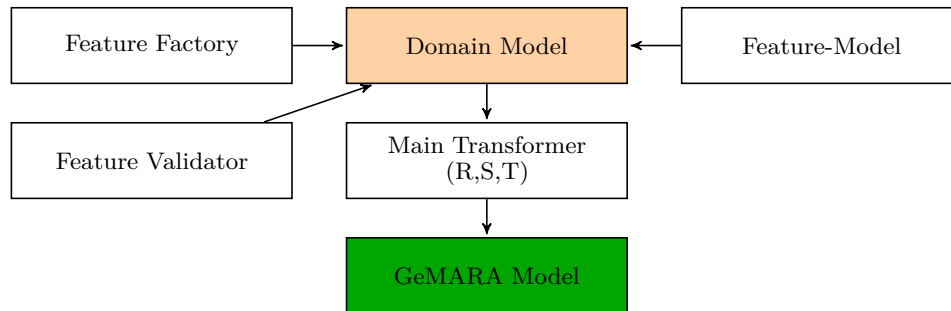 Feature Factory
Domain Model
Feature-Model
Feature Validator
Main Transformer
(R,S,T)
GeMARA Model